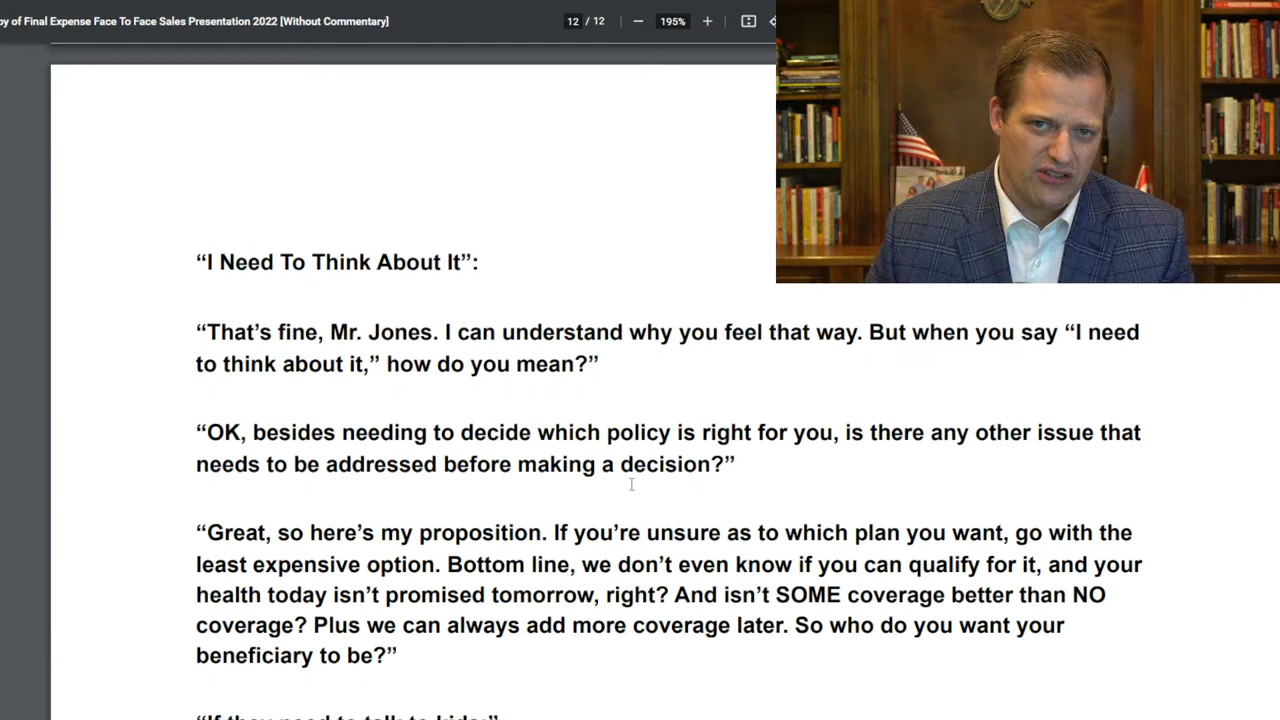 py of Final Expense Face To Face Sales Presentation 2022 [Without Commentary]
12 / 12
195%
“I Need To Think About It”:
“That’s fine, Mr. Jones. I can understand why you feel that way. But when you say “I need
to think about it,” how do you mean?”
“OK, besides needing to decide which policy is right for you, is there any other issue that
needs to be addressed before making a decision?”
“Great, so here’s my proposition. If you’re unsure as to which plan you want, go with the
least expensive option. Bottom line, we don’t even know if you can qualify for it, and your
health today isn’t promised tomorrow, right? And isn’t SOME coverage better than NO
coverage? Plus we can always add more coverage later. So who do you want your
beneficiary to be?”
“If they need to talk to kids:”